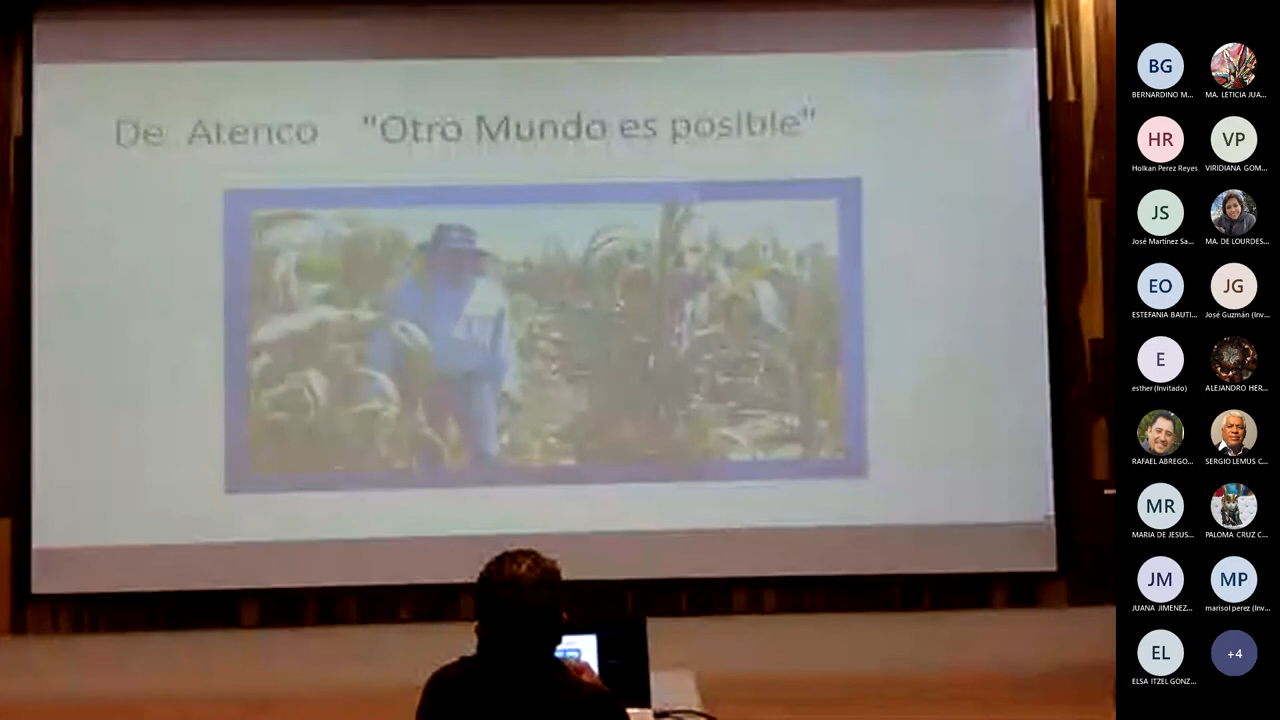 De Atenco "Otro Mundo es posible"
BG
BERNARDINO M...
MA. LETICIA JUA...
HR
Holkan Perez Reyes
VP
VIRIDIANA GOM...
JS
José Martínez Sa...
MA. DE LOURDES...
EO
ESTEFANIA BAUTI...
JG
José Guzmán (Inv...
E
esther (Invitado)
ALEJANDRO HER...
RAFAEL ABREGO...
SERGIO LEMUS C...
MR
MARIA DE JESUS...
PALOMA CRUZ C...
JM
JUANA JIMENEZ...
MP
marisol perez (Inv...
EL
ELSA ITZEL GONZ...
+4